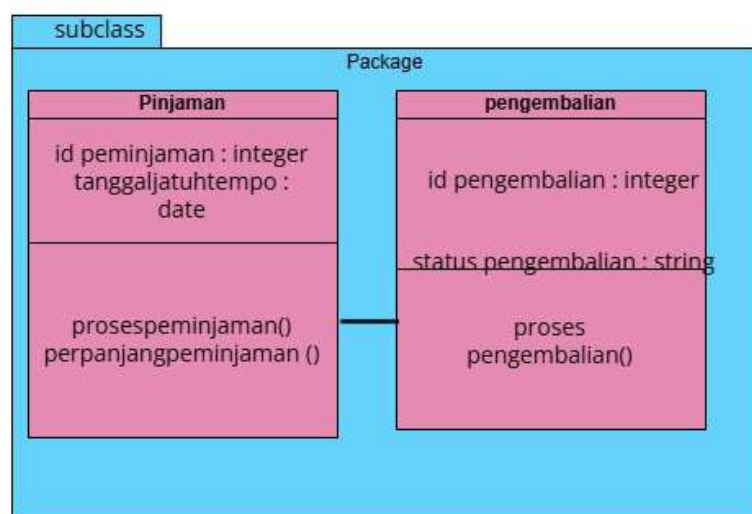 subclass
Package
Pinjaman
id peminjaman : integer
tanggaljatuhtempo :
date
prosespeminjaman()
perpanjangpeminjaman ()
pengembalian
id pengembalian : integer
status pengembalian : string
proses
pengembalian()